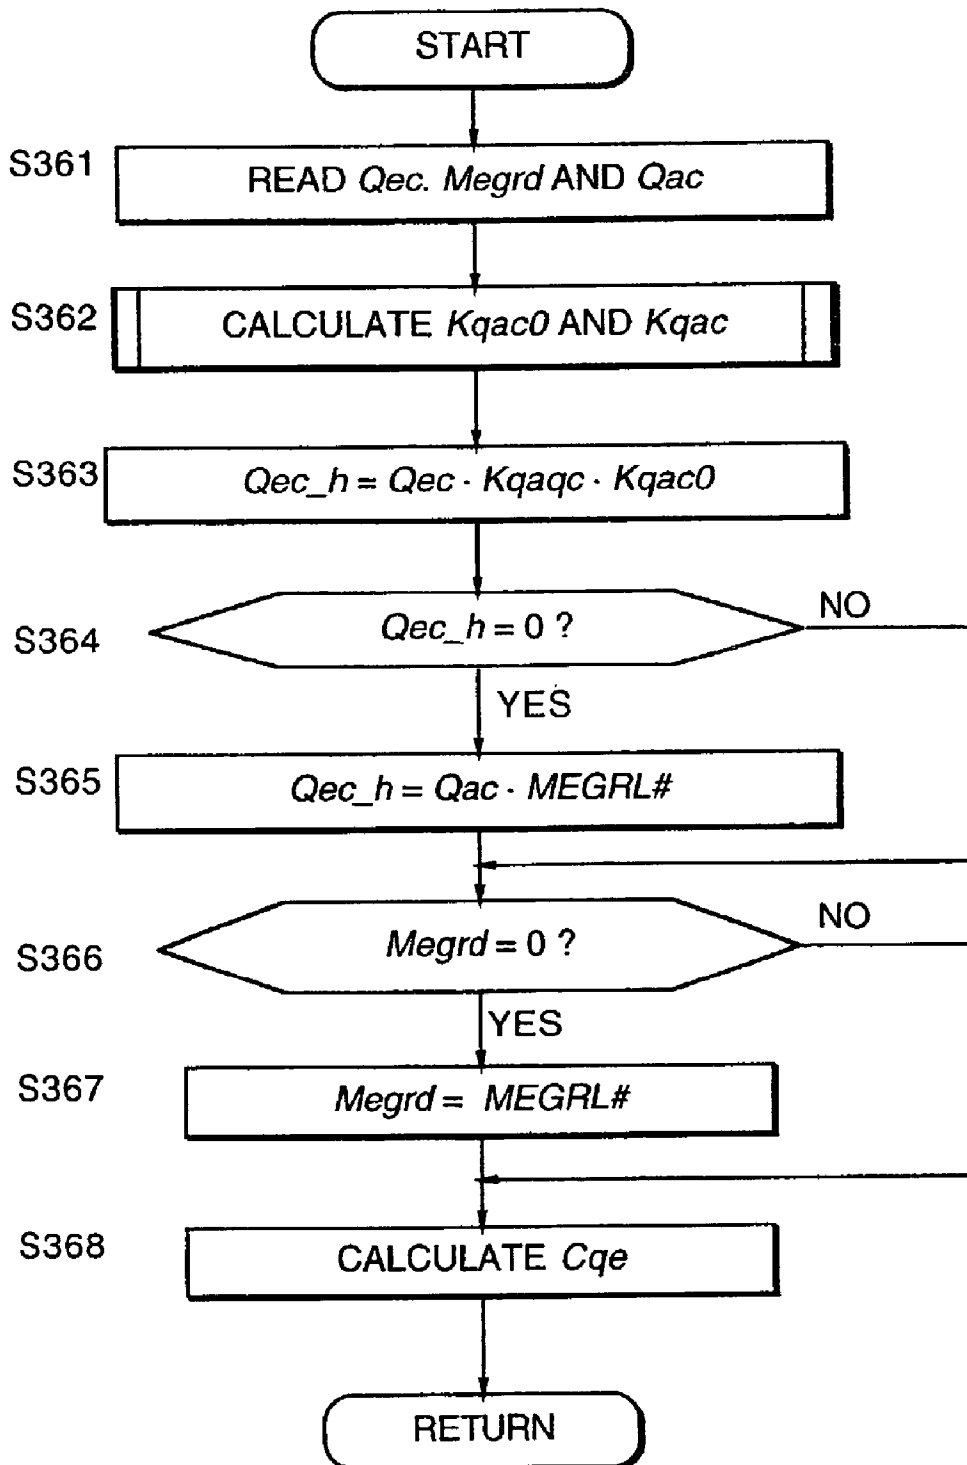 START
S361
READ Qec. Megrd AND Qac
S362
CALCULATE Kqac0 AND Kqac
S363
Qec_h = Qec · Kqaqc · Kqac0
S364
Qec_h = 0 ?
NO
YES
S365
Qec_h = Qac · MEGRL#
S366
Megrd = 0 ?
NO
YES
S367
Megrd = MEGRL#
S368
CALCULATE Cqe
RETURN